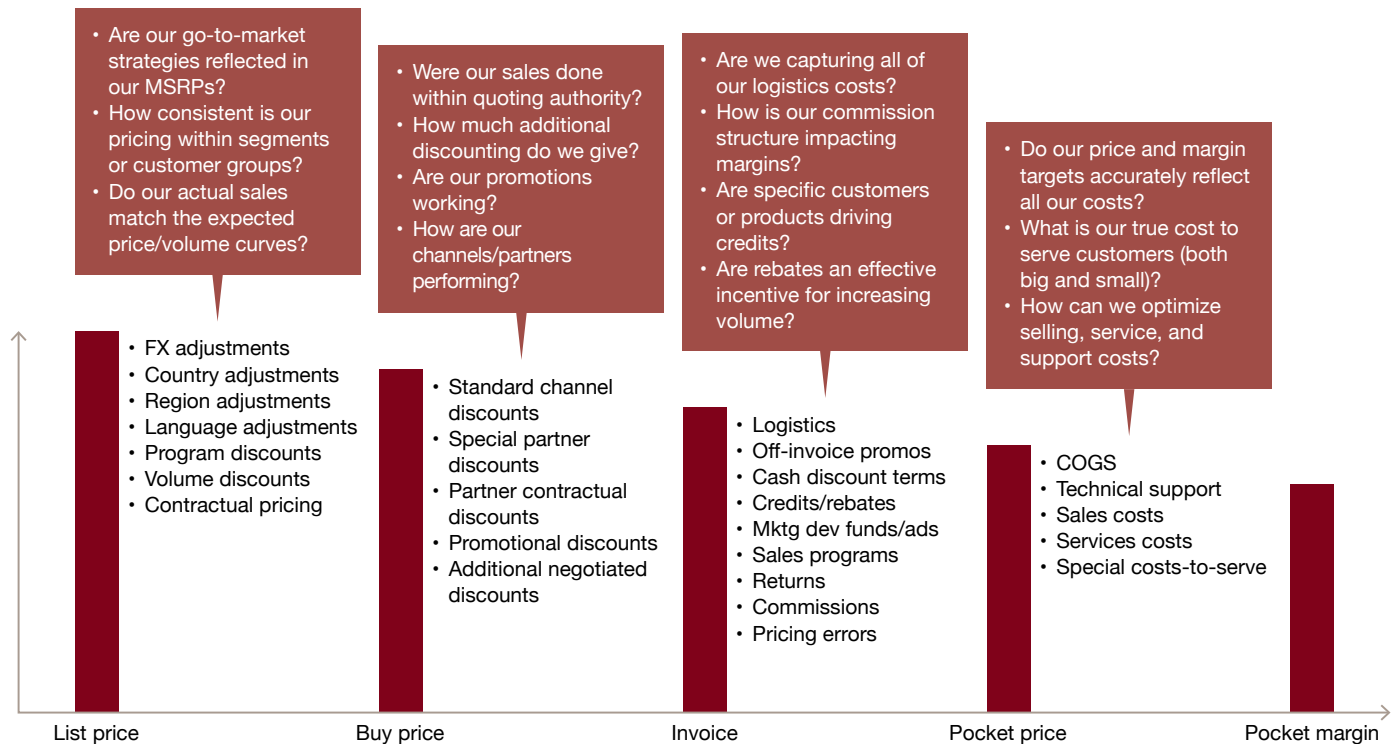 • Are our go-to-market
strategies reflected in
our MSRPs?
• How consistent is our
pricing within segments
or customer groups?
• Do our actual sales
match the expected
price/volume curves?
• Were our sales done
within quoting authority?
• How much additional
discounting do we give?
• Are our promotions
working?
• How are our
channels/partners
performing?
• Are we capturing all of
our logistics costs?
• How is our commission
structure impacting
margins?
• Are specific customers
or products driving
credits?
• Are rebates an effective
incentive for increasing
volume?
• Do our price and margin
targets accurately reflect
all our costs?
• What is our true cost to
serve customers (both
big and small)?
• How can we optimize
selling, service, and
support costs?
• FX adjustments
• Country adjustments
• Region adjustments
• Language adjustments
• Program discounts
• Volume discounts
• Contractual pricing
• Standard channel
discounts
• Special partner
discounts
• Partner contractual
discounts
• Promotional discounts
• Additional negotiated
discounts
• Logistics
• Off-invoice promos
• Cash discount terms
• Credits/rebates
• Mktg dev funds/ads
• Sales programs
• Returns
• Commissions
• Pricing errors
• COGS
• Technical support
• Sales costs
• Services costs
• Special costs-to-serve
List price
Buy price
Invoice
Pocket price
Pocket margin